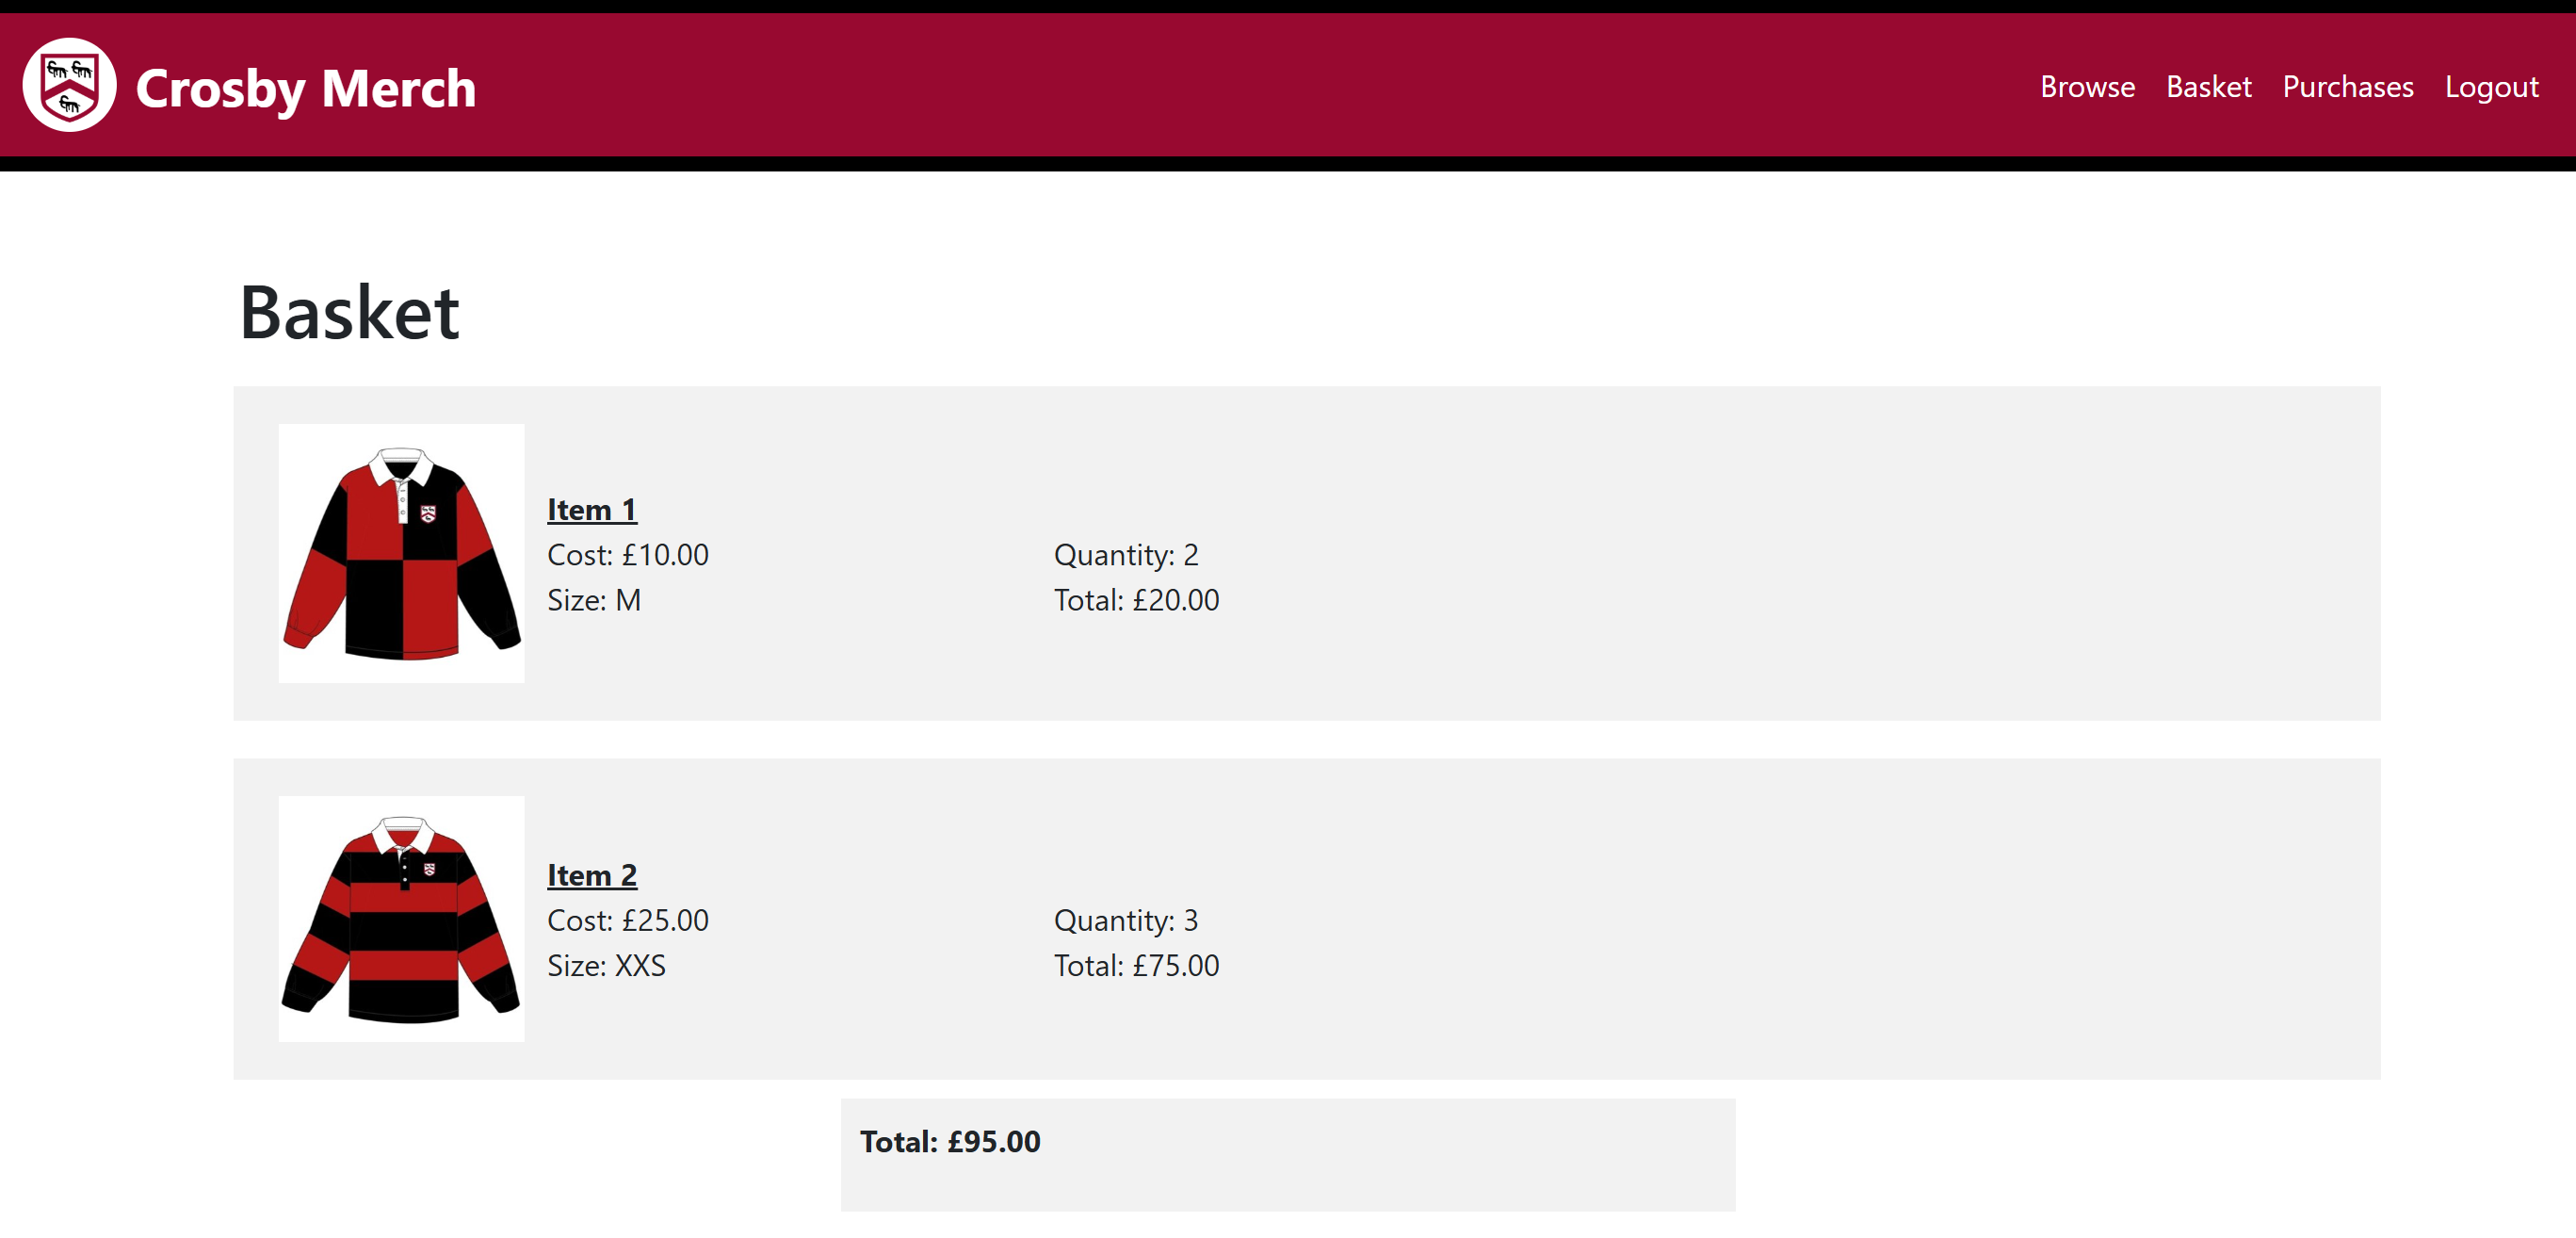 Crosby Merch
Browse Basket Purchases Logout
Basket
Item 1
Cost: £10.00
Quantity: 2
Size: M
Total: £20.00
Item 2
Cost: £25.00
Quantity: 3
Size: XXS
Total: £75.00
Total: £95.00